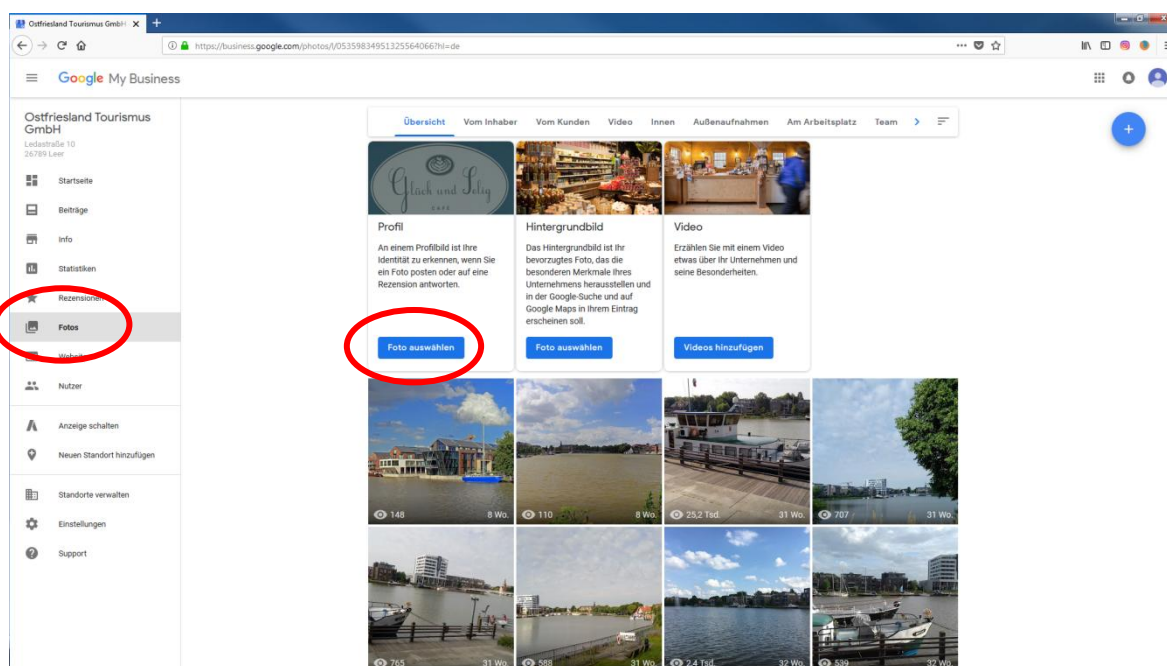 Ostfriesland Tourismus GmbH
https://business.google.com/photos/l/05359834951325564066?hl=de
Google My Business
Ostfriesland Tourismus
GmbH
Ledastraße 10
26789 Leer
Startseite
Beiträge
Info
Statistiken
Rezensionen
Fotos
Website
Nutzer
Anzeige schalten
Neuen Standort hinzufügen
Standorte verwalten
Einstellungen
Support
Übersicht Vom Inhaber Vom Kunden Video Innen Außenaufnahmen Am Arbeitsplatz Team
Glück und Selig
CAFÉ
Profil
An einem Profilbild ist Ihre
Identität zu erkennen, wenn Sie
ein Foto posten oder auf eine
Rezension antworten.
Foto auswählen
Hintergrundbild
Das Hintergrundbild ist Ihr
bevorzugtes Foto, das die
besonderen Merkmale Ihres
Unternehmens herausstellen und
in der Google-Suche und auf
Google Maps in Ihrem Eintrag
erscheinen soll.
Foto auswählen
Video
Erzählen Sie mit einem Video
etwas über Ihr Unternehmen und
seine Besonderheiten.
Videos hinzufügen
148 8 Wo.
110 8 Wo.
25,2 Tsd. 31 Wo.
707 31 Wo.
765 31 Wo.
588 31 Wo.
2,4 Tsd. 32 Wo.
539 32 Wo.